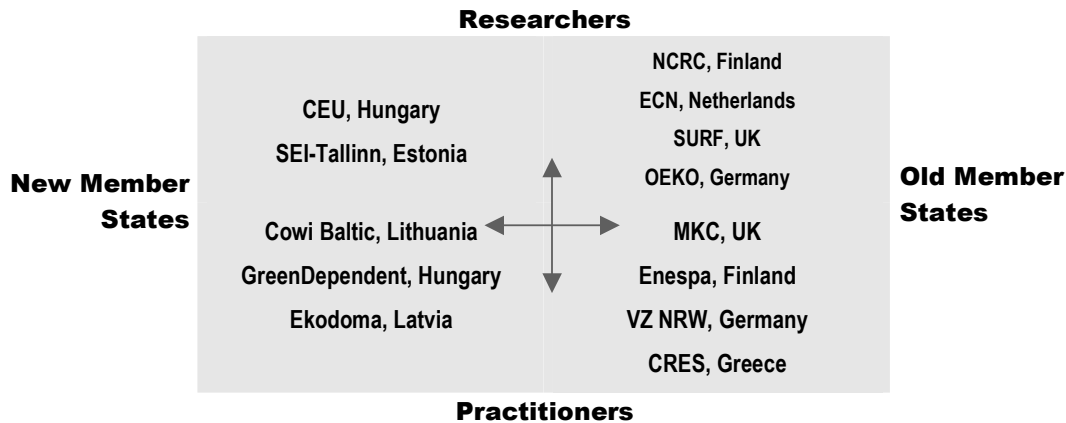 Researchers
NCRC, Finland
ECN, Netherlands
CEU, Hungary
SURF, UK
SEI-Tallinn, Estonia
OEKO, Germany
New Member
States
Old Member
States
Cowi Baltic, Lithuania
MKC, UK
GreenDependent, Hungary
Enespa, Finland
Ekodoma, Latvia
VZ NRW, Germany
CRES, Greece
Practitioners